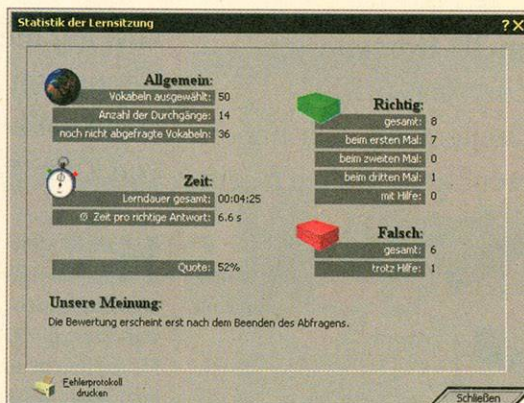 Statistik der Lernsitzung
Allgemein:
Vokabeln ausgewählt: 50
Anzahl der Durchgänge: 14
noch nicht abgefragte Vokabeln: 36
Zeit:
Lerndauer gesamt: 00:04:25
Ø Zeit pro richtige Antwort: 6.6 s
Quote: 52%
Richtig:
gesamt: 8
beim ersten Mal: 7
beim zweiten Mal: 0
beim dritten Mal: 1
mit Hilfe: 0
Falsch:
gesamt: 6
trotz Hilfe: 1
Unsere Meinung:
Die Bewertung erscheint erst nach dem Beenden des Abfragens.
Fehlerprotokoll
drucken
Schließen